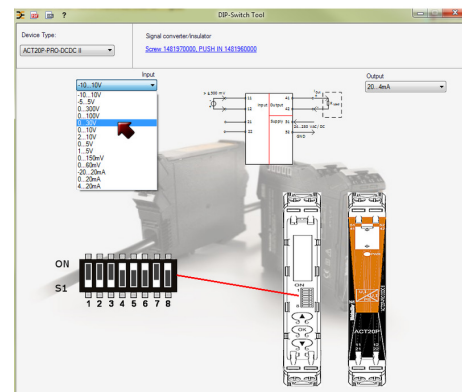 DIP-Switch Tool
?
Device Type:
ACT20P-PRO-DCDC II
Signal converter/insulator
Screw 1481970000, PUSH IN 1481960000
Input
-10...10V
-10...10V
-5...5V
0...300V
0...100V
0...30V
0...10V
2...10V
0...5V
1...5V
0...150mV
0...60mV
-20...20mA
0...20mA
4...20mA
Output
20...4mA
Input Output
GND
ON
S1
1 2 3 4 5 6 7 8
ON
OK
ACT20P